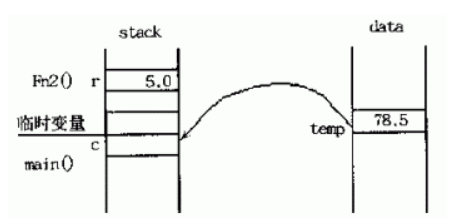 stack
data
Fn2() r 5.0
临时变量
temp 78.5
c
main()